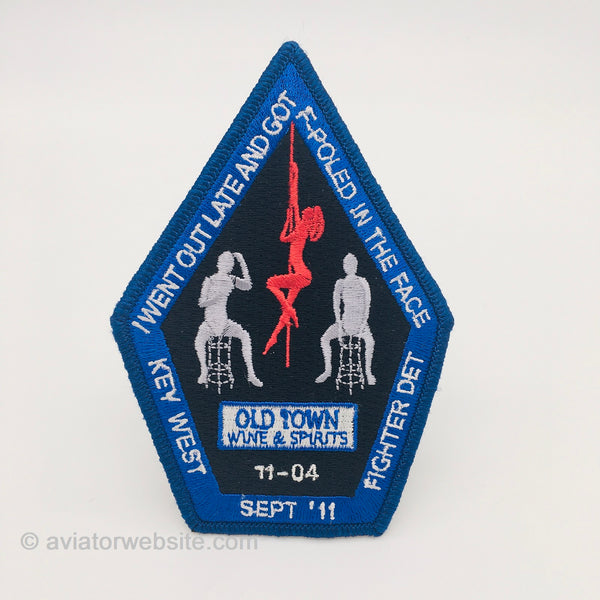 I WENT OUT LATE AND GOT
F-POLED IN THE FACE
KEY WEST
FIGHTER DET
OLD TOWN
WINE & SPIRITS
11-04
SEPT '11
© aviatorwebsite.com